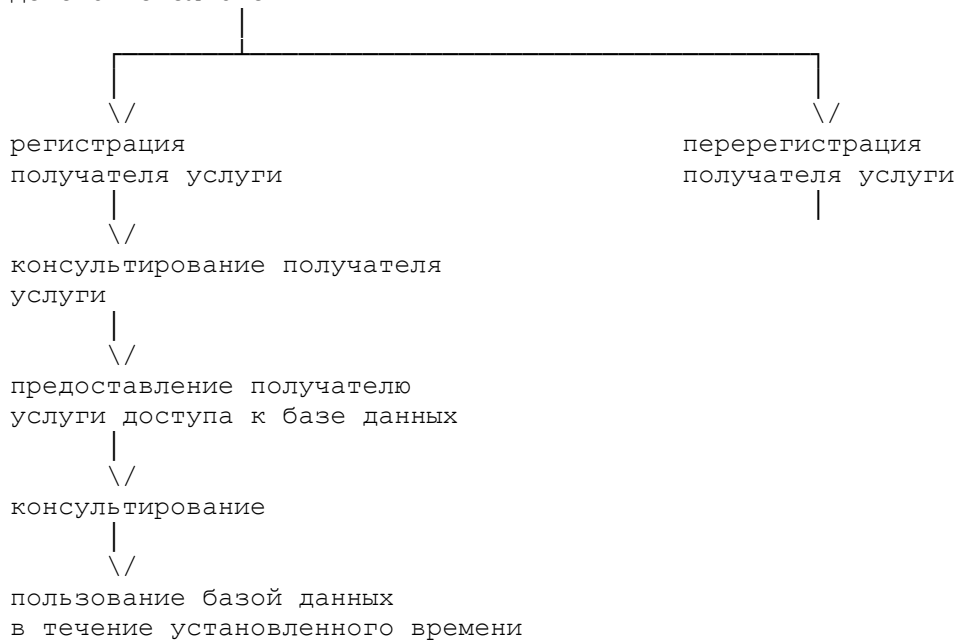 регистрация
получателя услуги
перерегистрация
получателя услуги
консультирование получателя
услуги
предоставление получателю
услуги доступа к базе данных
консультирование
пользование базой данных
в течение установленного времени